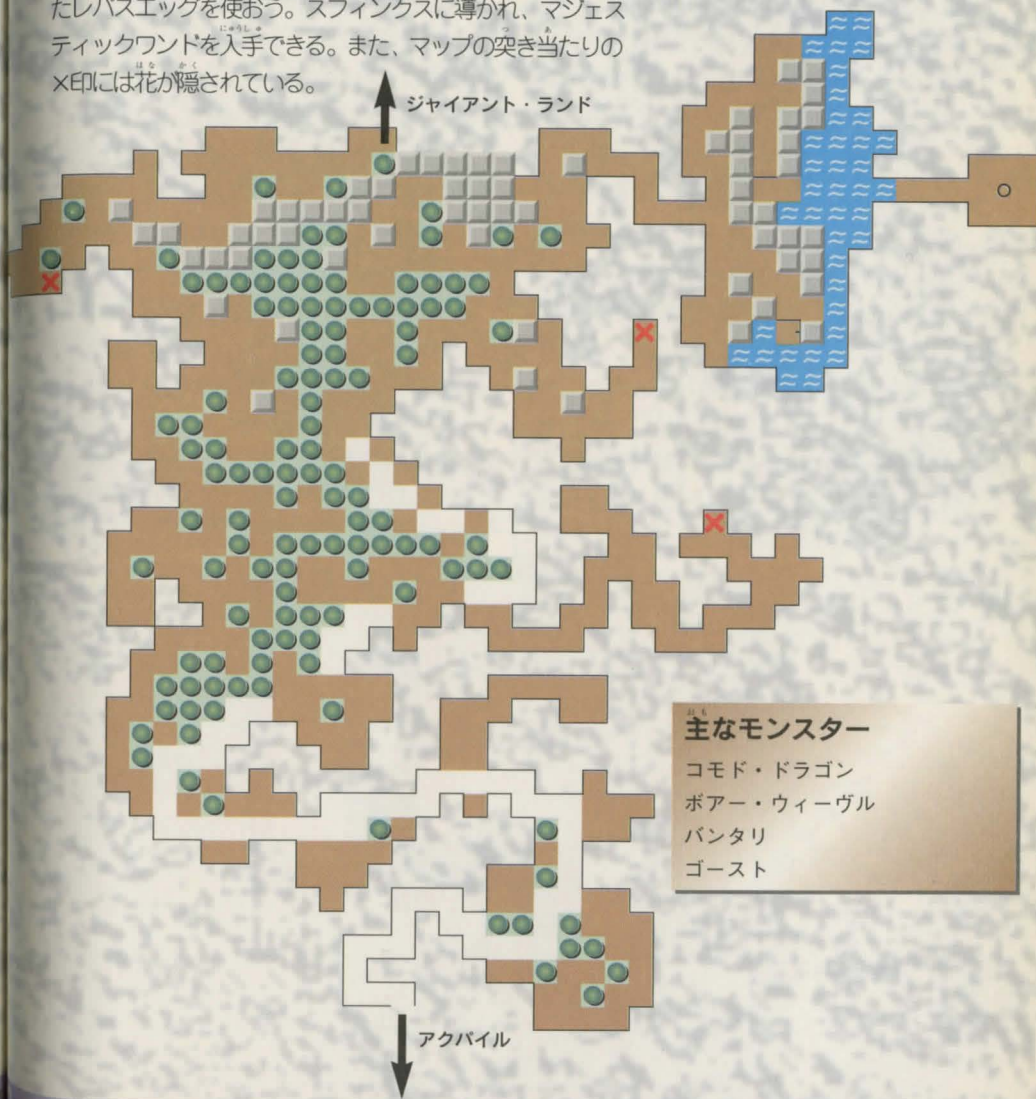 たレパスエッグを使おう。スフィンクスに導かれ、マジェス
ティックワンドを入手できる。また、マップの突き当たりの
×印には花が隠されている。
ジャイアント・ランド
主なモンスター
コモド・ドラゴン
ボアー・ウィーヴル
バンタリ
ゴースト
アクバイル